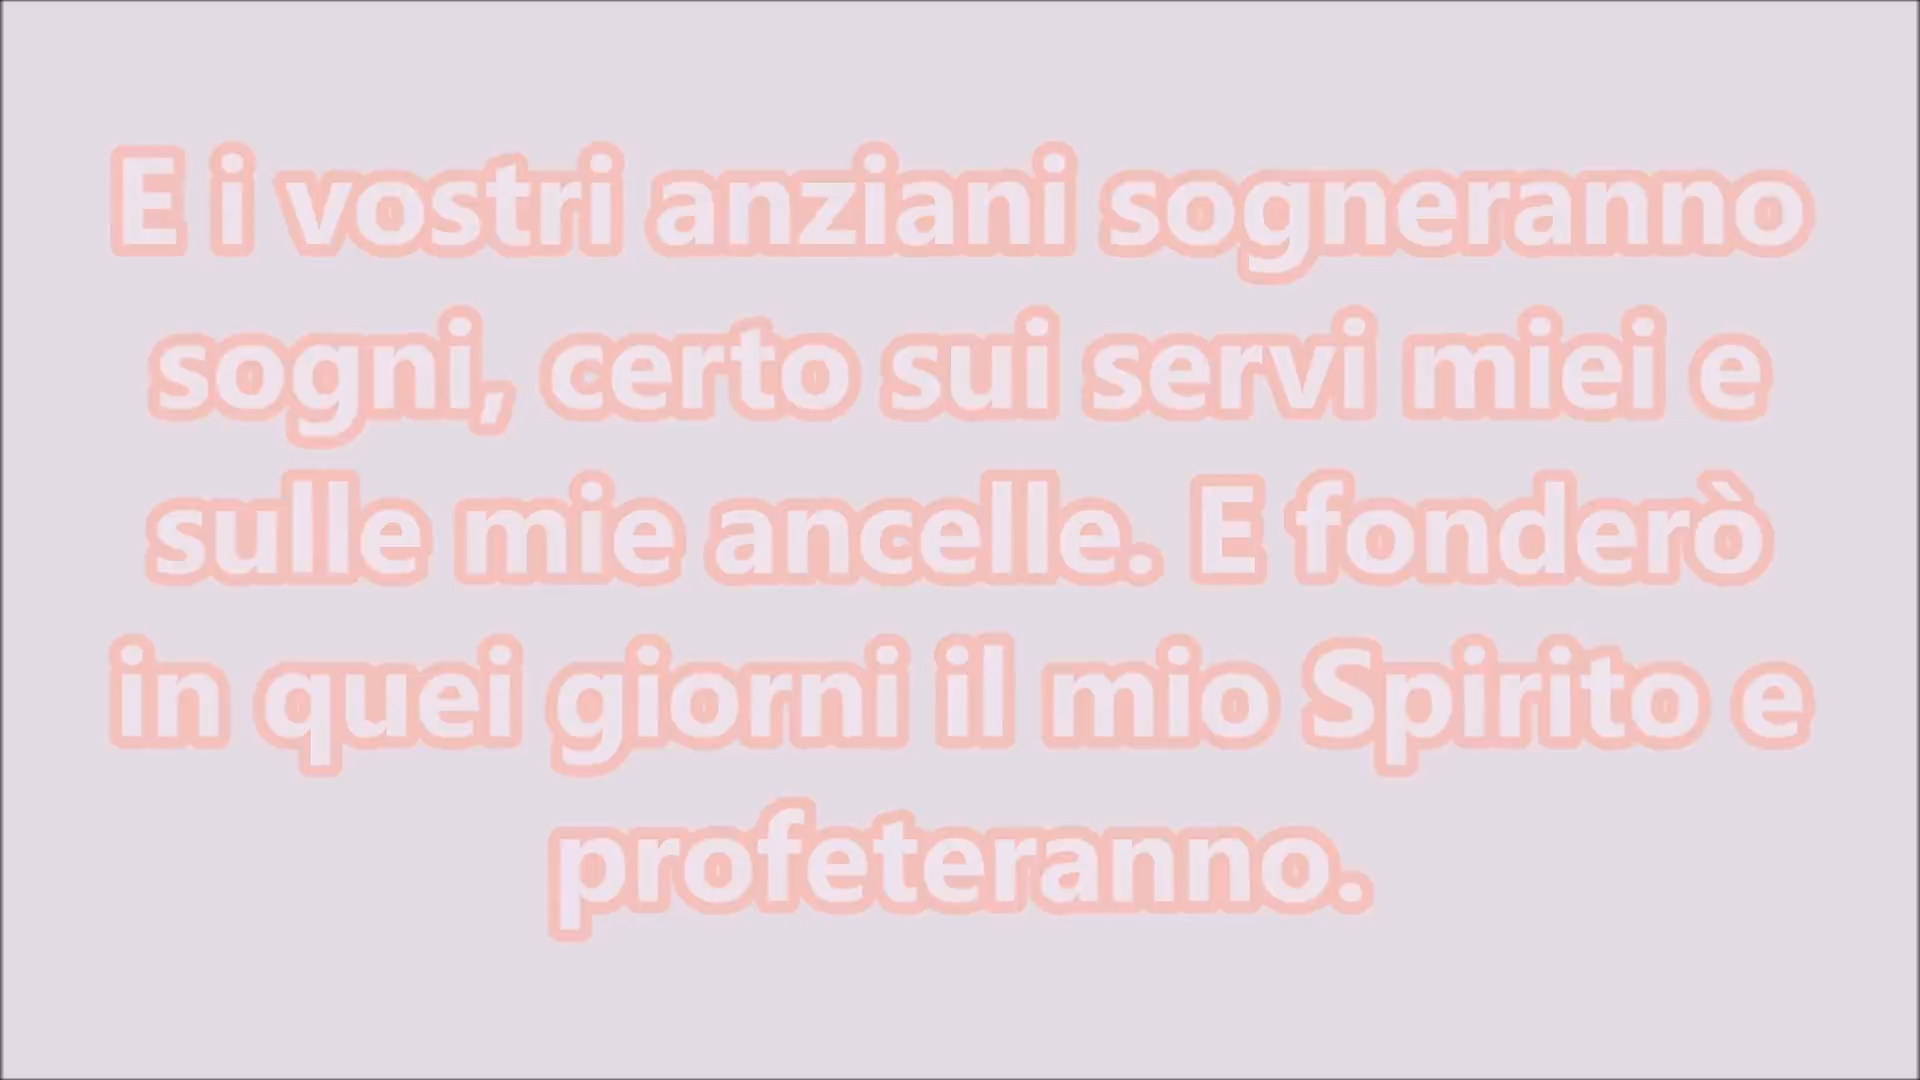 E i vostri anziani sogneranno
sogni, certo sui servi miei e
sulle mie ancelle. E fonderò
in quei giorni il mio Spirito e
profeteranno.